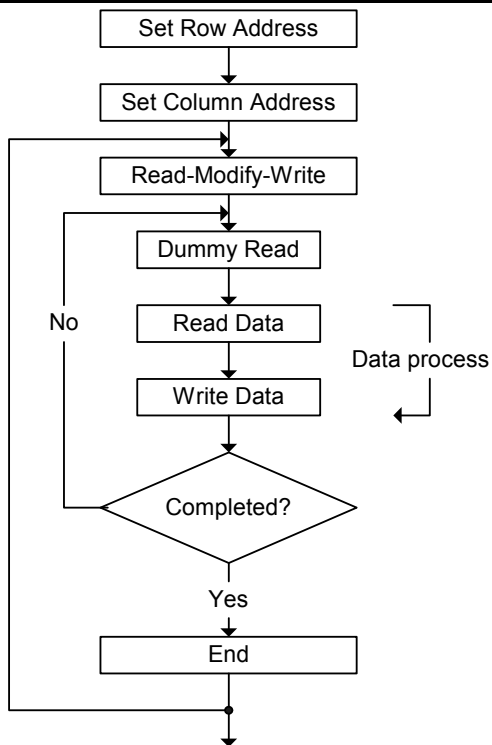 Set Row Address
Set Column Address
Read-Modify-Write
Dummy Read
No
Read Data
Data process
Write Data
Completed?
Yes
End